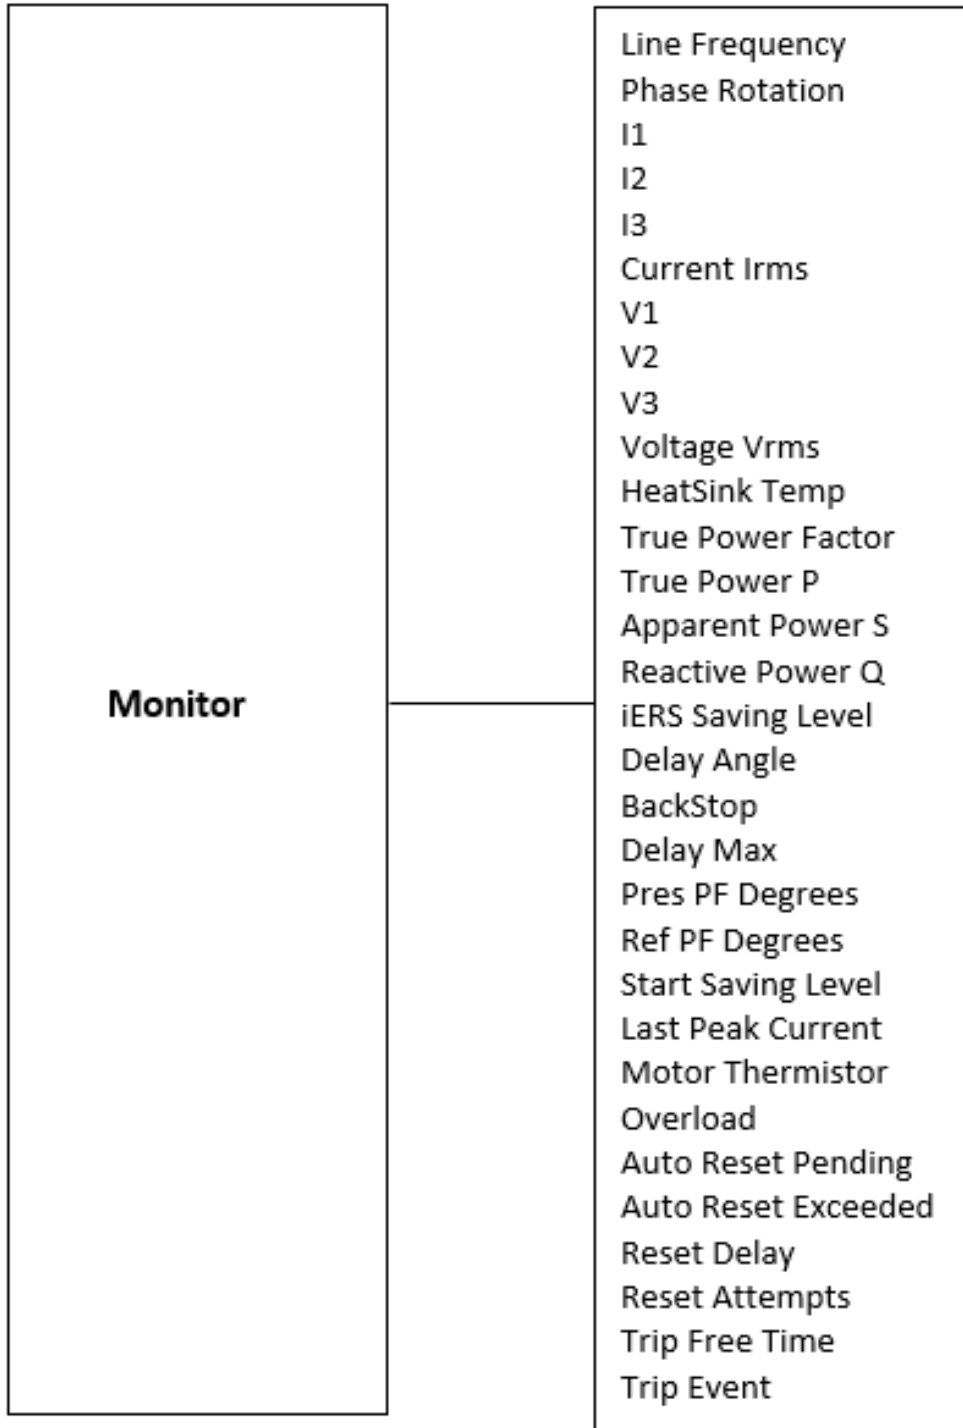 Monitor
Line Frequency
Phase Rotation
I1
I2
I3
Current Irms
V1
V2
V3
Voltage Vrms
HeatSink Temp
True Power Factor
True Power P
Apparent Power S
Reactive Power Q
iERS Saving Level
Delay Angle
BackStop
Delay Max
Pres PF Degrees
Ref PF Degrees
Start Saving Level
Last Peak Current
Motor Thermistor
Overload
Auto Reset Pending
Auto Reset Exceeded
Reset Delay
Reset Attempts
Trip Free Time
Trip Event